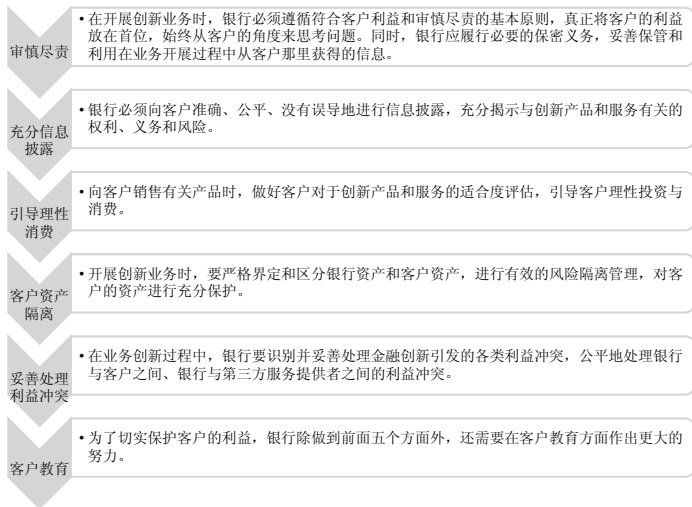 审慎尽责
• 在开展创新业务时，银行必须遵循符合客户利益和审慎尽责的基本原则，真正将客户的利益
放在首位，始终从客户的角度来思考问题。同时，银行应履行必要的保密义务，妥善保管和
利用在业务开展过程中从客户那里获得的信息。
充分信息
披露
• 银行必须向客户准确、公平、没有误导地进行信息披露，充分揭示与创新产品和服务有关的
权利、义务和风险。
引导理性
消费
• 向客户销售有关产品时，做好客户对于创新产品和服务的适合度评估，引导客户理性投资与
消费。
客户资产
隔离
• 开展创新业务时，要严格界定和区分银行资产和客户资产，进行有效的风险隔离管理，对客
户的资产进行充分保护。
妥善处理
利益冲突
• 在业务创新过程中，银行要识别并妥善处理金融创新引发的各类利益冲突，公平地处理银行
与客户之间、银行与第三方服务提供者之间的利益冲突。
客户教育
• 为了切实保护客户的利益，银行除做到前面五个方面外，还需要在客户教育方面作出更大的
努力。